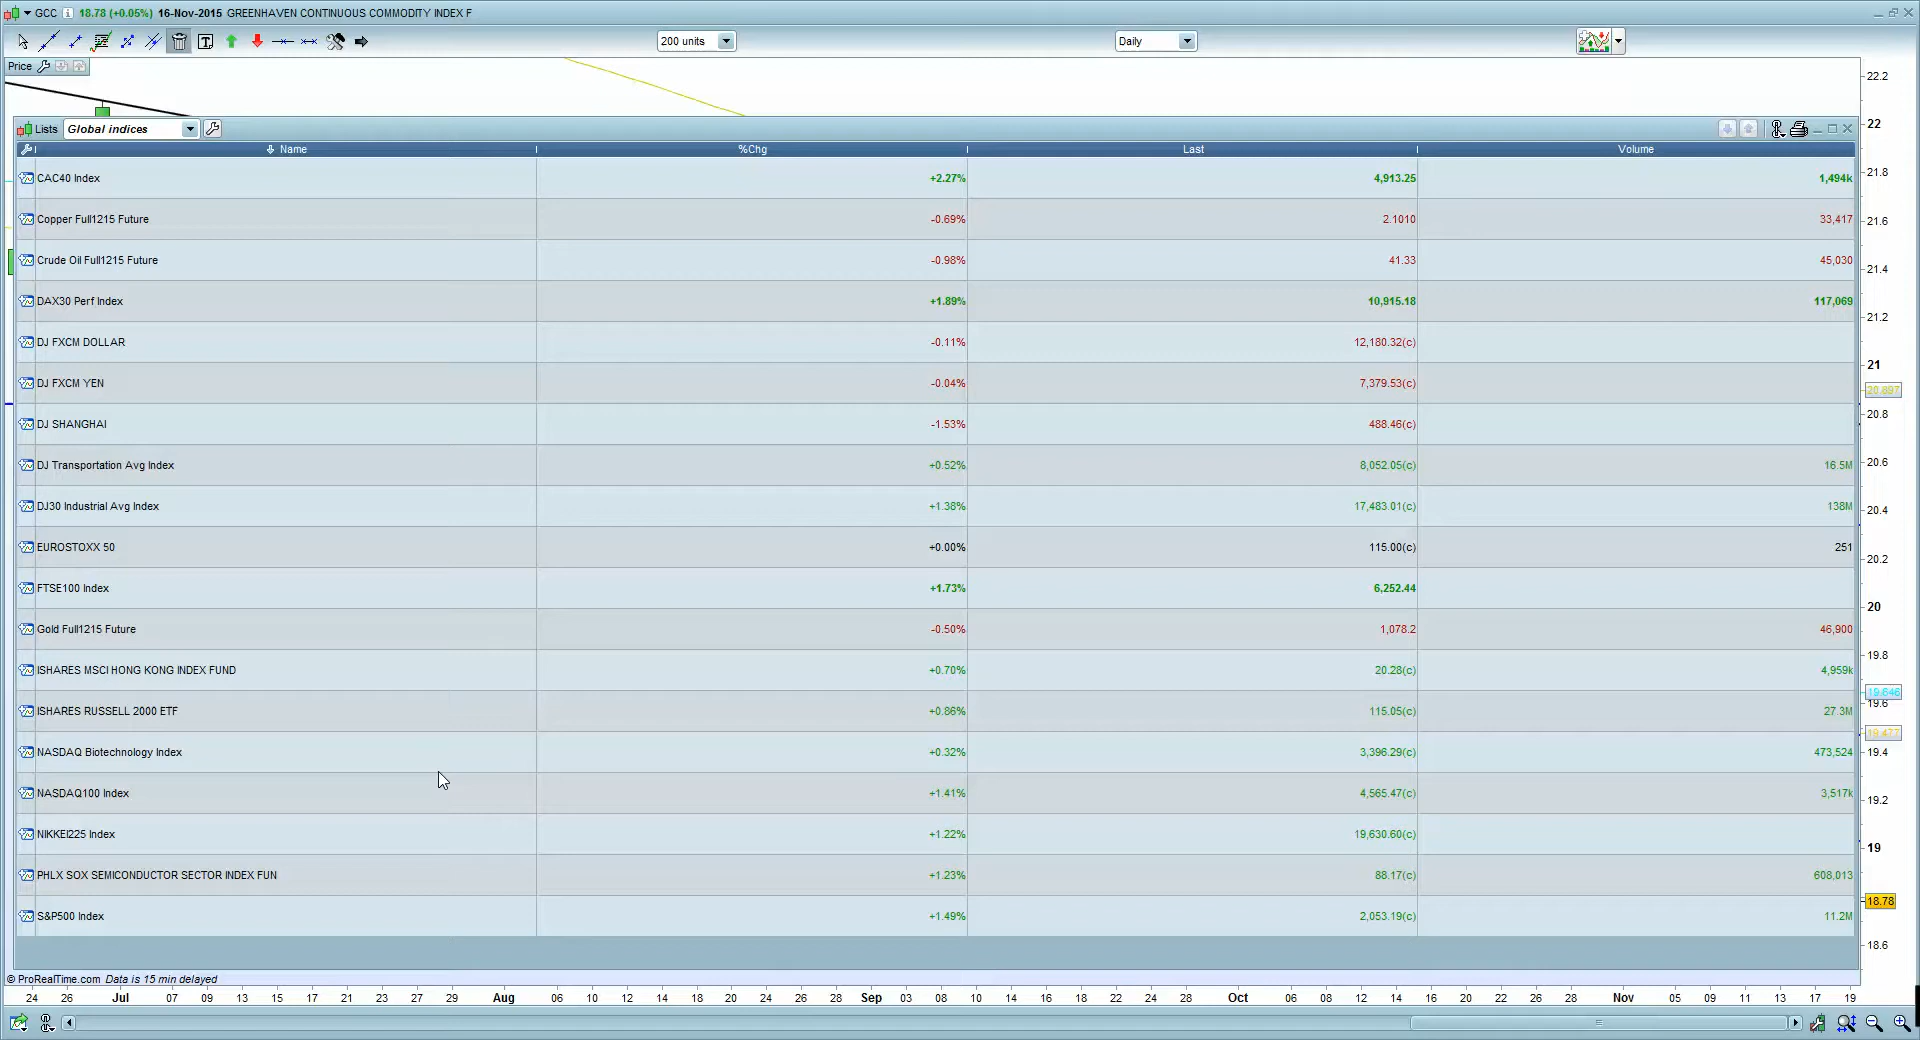 GCC 18.78 (+0.05%) 16-Nov-2015 GREENHAVEN CONTINUOUS COMMODITY INDEX F
200 units Daily
Price
Lists Global indices
Name %Chg Last Volume
CAC40 Index +2.27% 4,913.25 1,494k
Copper Full1215 Future -0.69% 2.1010 33,417
Crude Oil Full1215 Future -0.98% 41.33 45,030
DAX30 Perf Index +1.89% 10,915.18 117,069
DJ FXCM DOLLAR -0.11% 12,180.32(c)
DJ FXCM YEN -0.04% 7,379.53(c)
DJ SHANGHAI -1.53% 488.46(c)
DJ Transportation Avg Index +0.52% 8,052.05(c) 16.5M
DJ30 Industrial Avg Index +1.38% 17,483.01(c) 138M
EUROSTOXX 50 +0.00% 115.00(c) 251
FTSE100 Index +1.73% 6,252.44
Gold Full1215 Future -0.50% 1,078.2 46,900
ISHARES MSCI HONG KONG INDEX FUND +0.70% 20.28(c) 4,959k
ISHARES RUSSELL 2000 ETF +0.86% 115.05(c) 27.3M
NASDAQ Biotechnology Index +0.32% 3,396.29(c) 473,524
NASDAQ100 Index +1.41% 4,565.47(c) 3,517k
NIKKEI225 Index +1.22% 19,630.60(c)
PHLX SOX SEMICONDUCTOR SECTOR INDEX FUN +1.23% 88.17(c) 608,013
S&P500 Index +1.49% 2,053.19(c) 11.2M
22.2
22
21.8
21.6
21.4
21.2
21
20.897
20.8
20.6
20.4
20.2
20
19.8
19.646
19.6
19.477
19.4
19.2
19
18.78
18.6
© ProRealTime.com Data is 15 min delayed
24 26 Jul 07 09 13 15 17 21 23 27 29 Aug 06 10 12 14 18 20 24 26 28 Sep 03 08 10 14 16 18 22 24 28 Oct 06 08 12 14 16 20 22 26 28 Nov 05 09 11 13 17 19